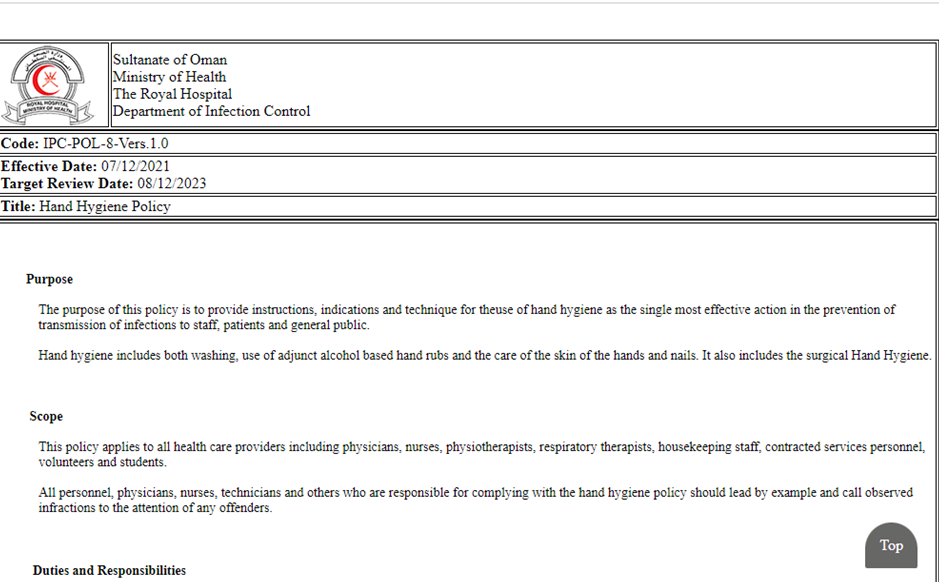 ROYAL HOSPITAL
MINISTRY OF HEALTH
Sultanate of Oman
Ministry of Health
The Royal Hospital
Department of Infection Control
Code: IPC-POL-8-Vers.1.0
Effective Date: 07/12/2021
Target Review Date: 08/12/2023
Title: Hand Hygiene Policy
Purpose
The purpose of this policy is to provide instructions, indications and technique for theuse of hand hygiene as the single most effective action in the prevention of
transmission of infections to staff, patients and general public.
Hand hygiene includes both washing, use of adjunct alcohol based hand rubs and the care of the skin of the hands and nails. It also includes the surgical Hand Hygiene.
Scope
This policy applies to all health care providers including physicians, nurses, physiotherapists, respiratory therapists, housekeeping staff, contracted services personnel,
volunteers and students.
All personnel, physicians, nurses, technicians and others who are responsible for complying with the hand hygiene policy should lead by example and call observed
infractions to the attention of any offenders.
Top
Duties and Responsibilities